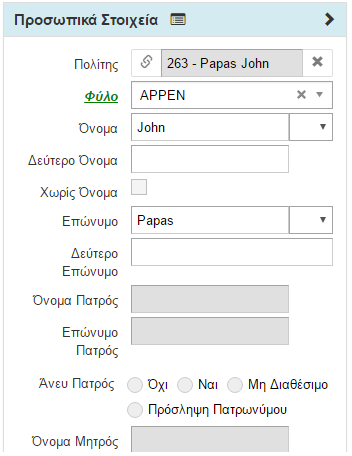 Προσωπικά Στοιχεία
Πολίτης 263 - Papas John
Φύλο ΑΡΡΕΝ
Όνομα John
Δεύτερο Όνομα
Χωρίς Όνομα
Επώνυμο Papas
Δεύτερο
Επώνυμο
Όνομα Πατρός
Επώνυμο
Πατρός
Άνευ Πατρός Όχι Ναι Μη Διαθέσιμο
Πρόσληψη Πατρωνύμου
Όνομα Μητρός